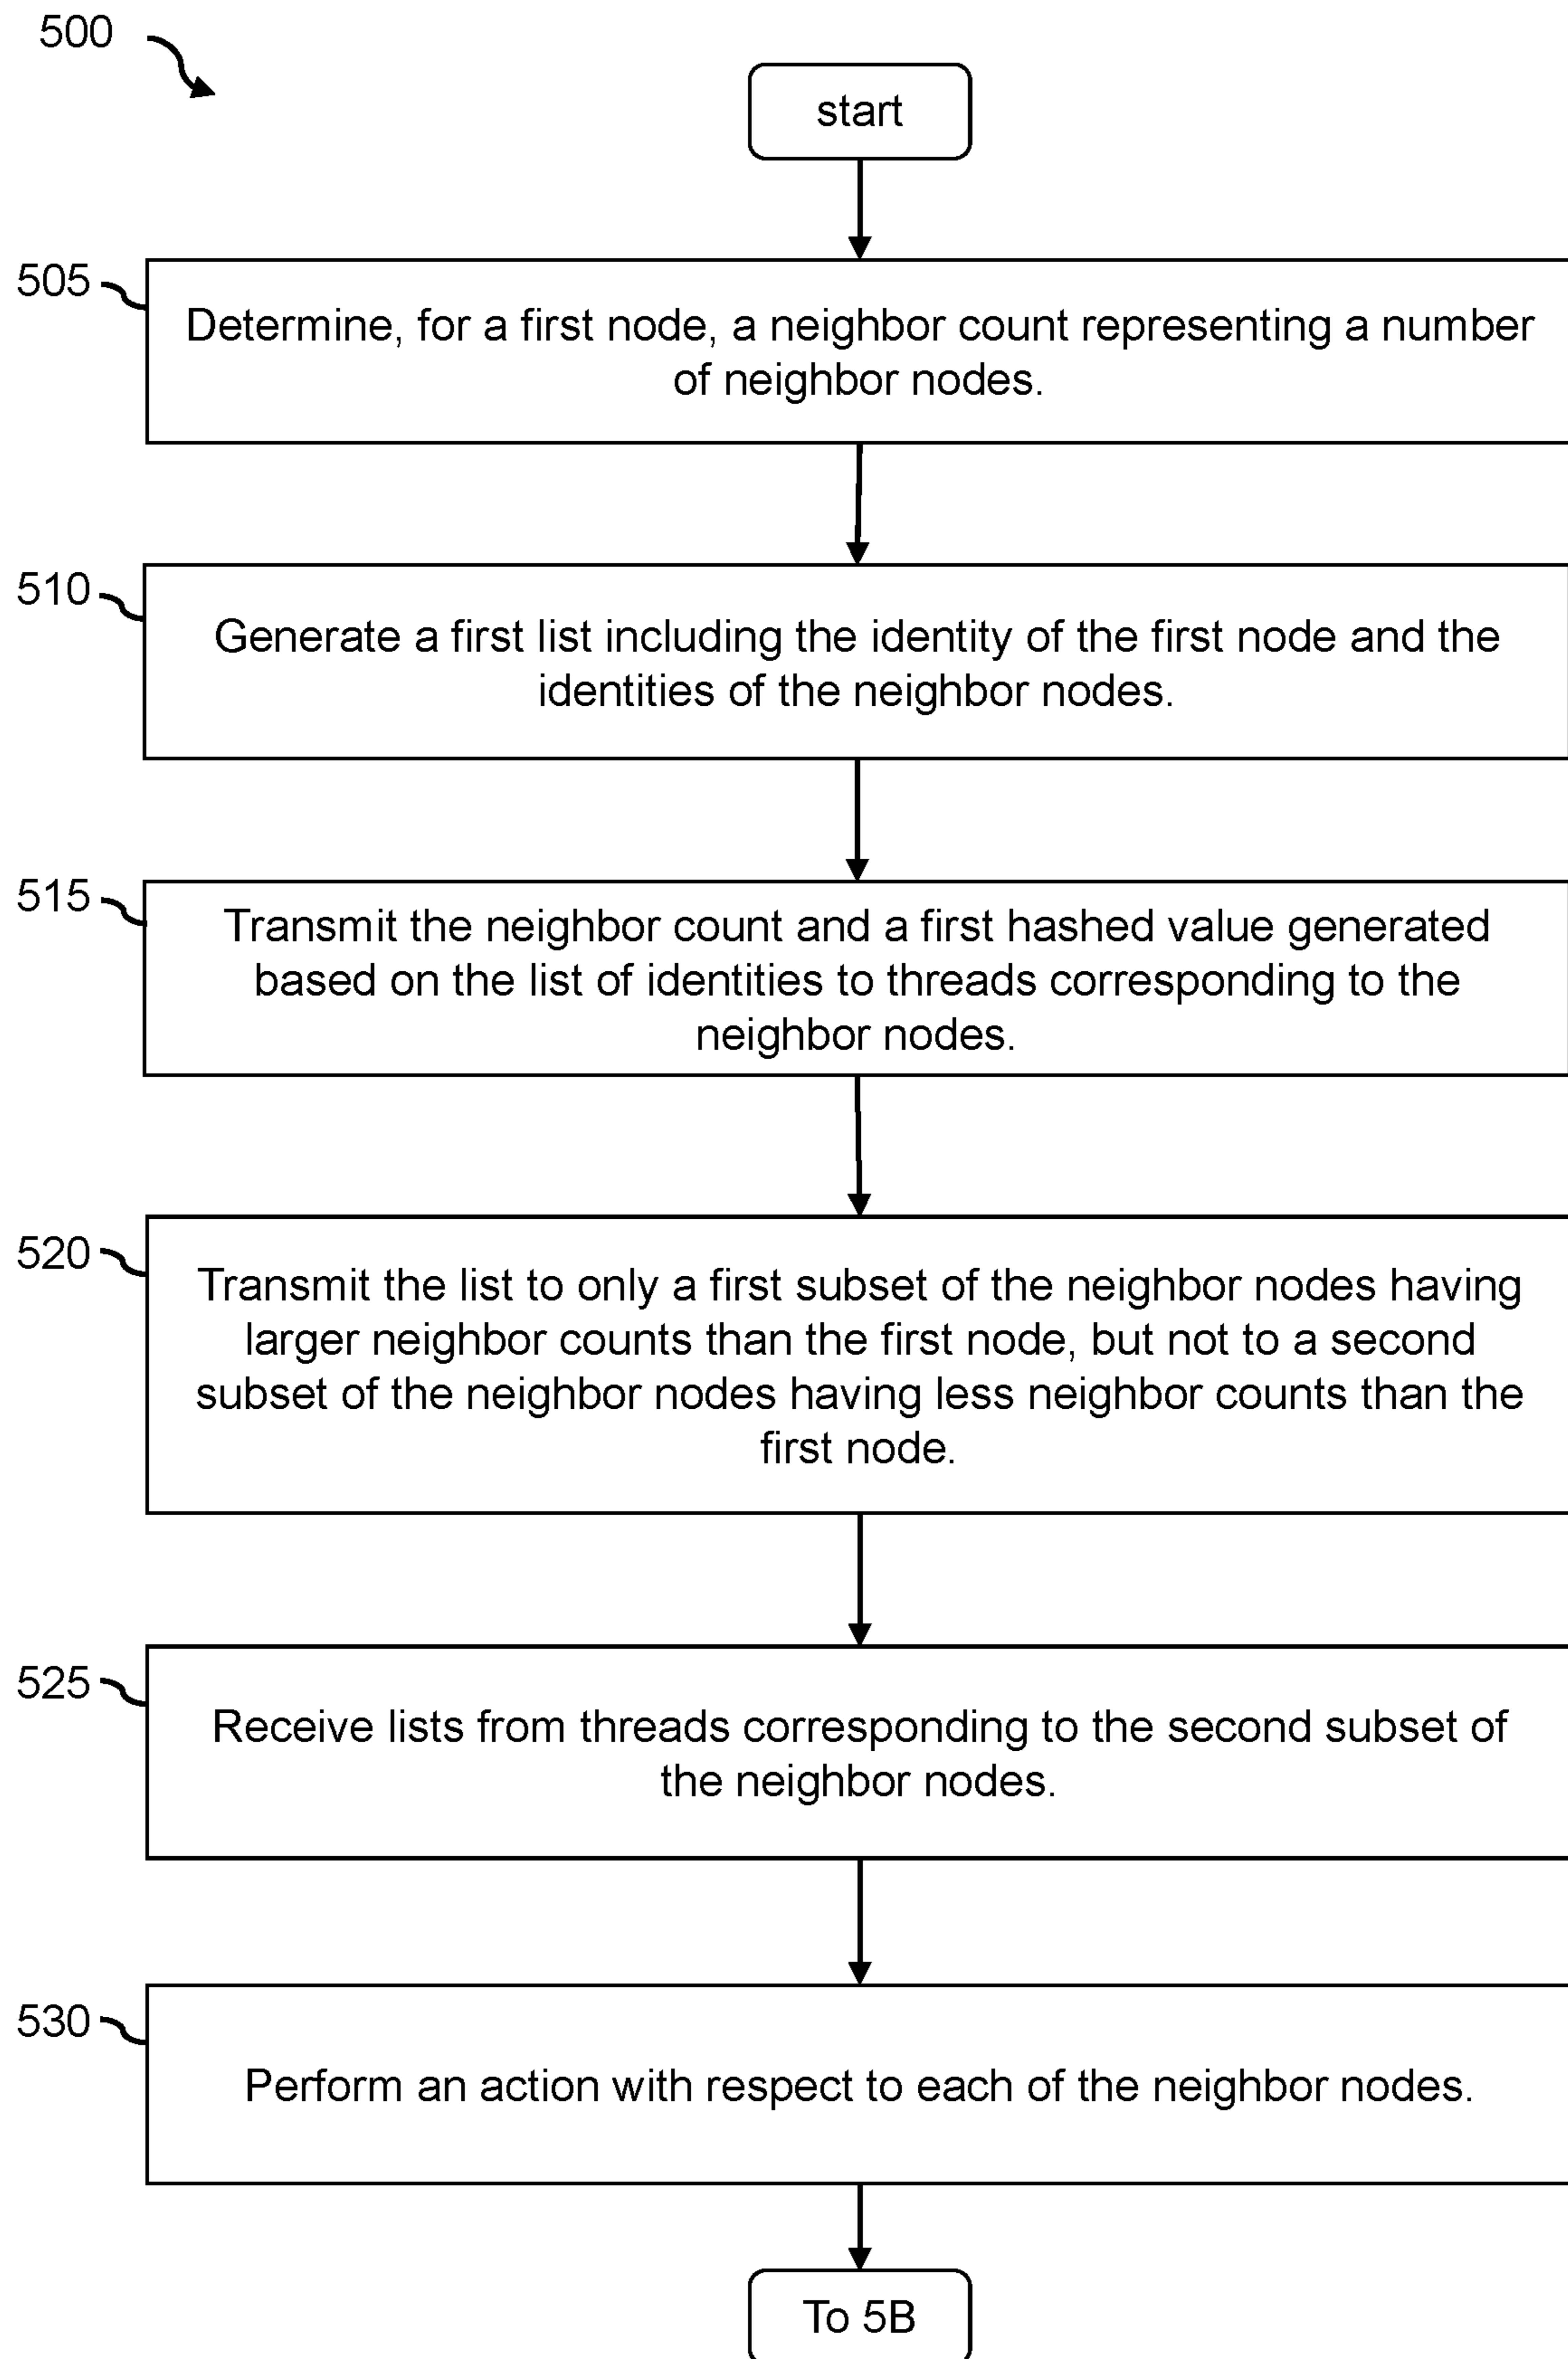 500
start
505
Determine, for a first node, a neighbor count representing a number
of neighbor nodes.
510
Generate a first list including the identity of the first node and the
identities of the neighbor nodes.
515
Transmit the neighbor count and a first hashed value generated
based on the list of identities to threads corresponding to the
neighbor nodes.
520
Transmit the list to only a first subset of the neighbor nodes having
larger neighbor counts than the first node, but not to a second
subset of the neighbor nodes having less neighbor counts than the
first node.
525
Receive lists from threads corresponding to the second subset of
the neighbor nodes.
530
Perform an action with respect to each of the neighbor nodes.
To 5B